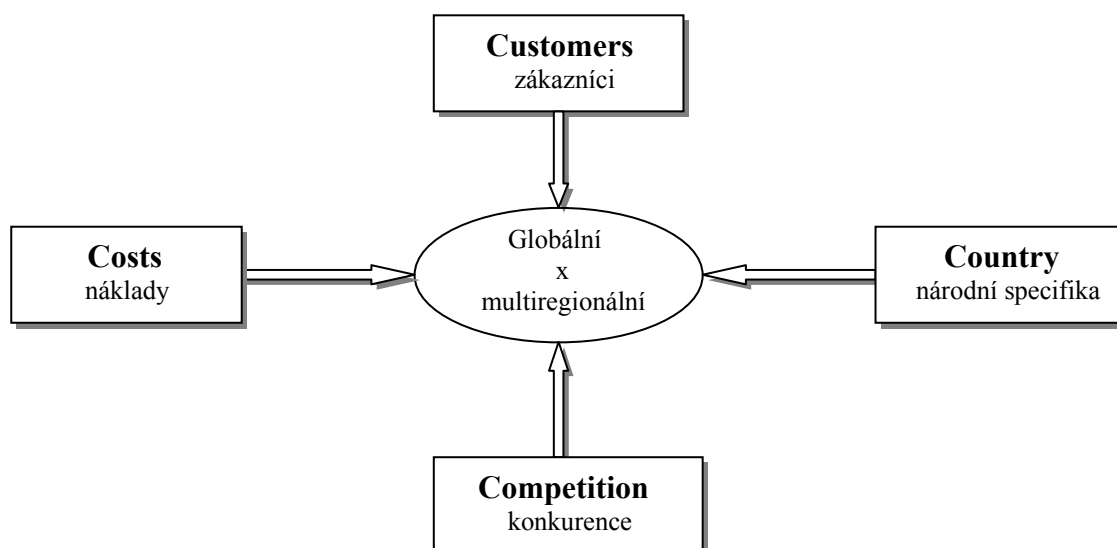 Customers
zákazníci
Costs
náklady
Globální
x
multiregionální
Country
národní specifika
Competition
konkurence